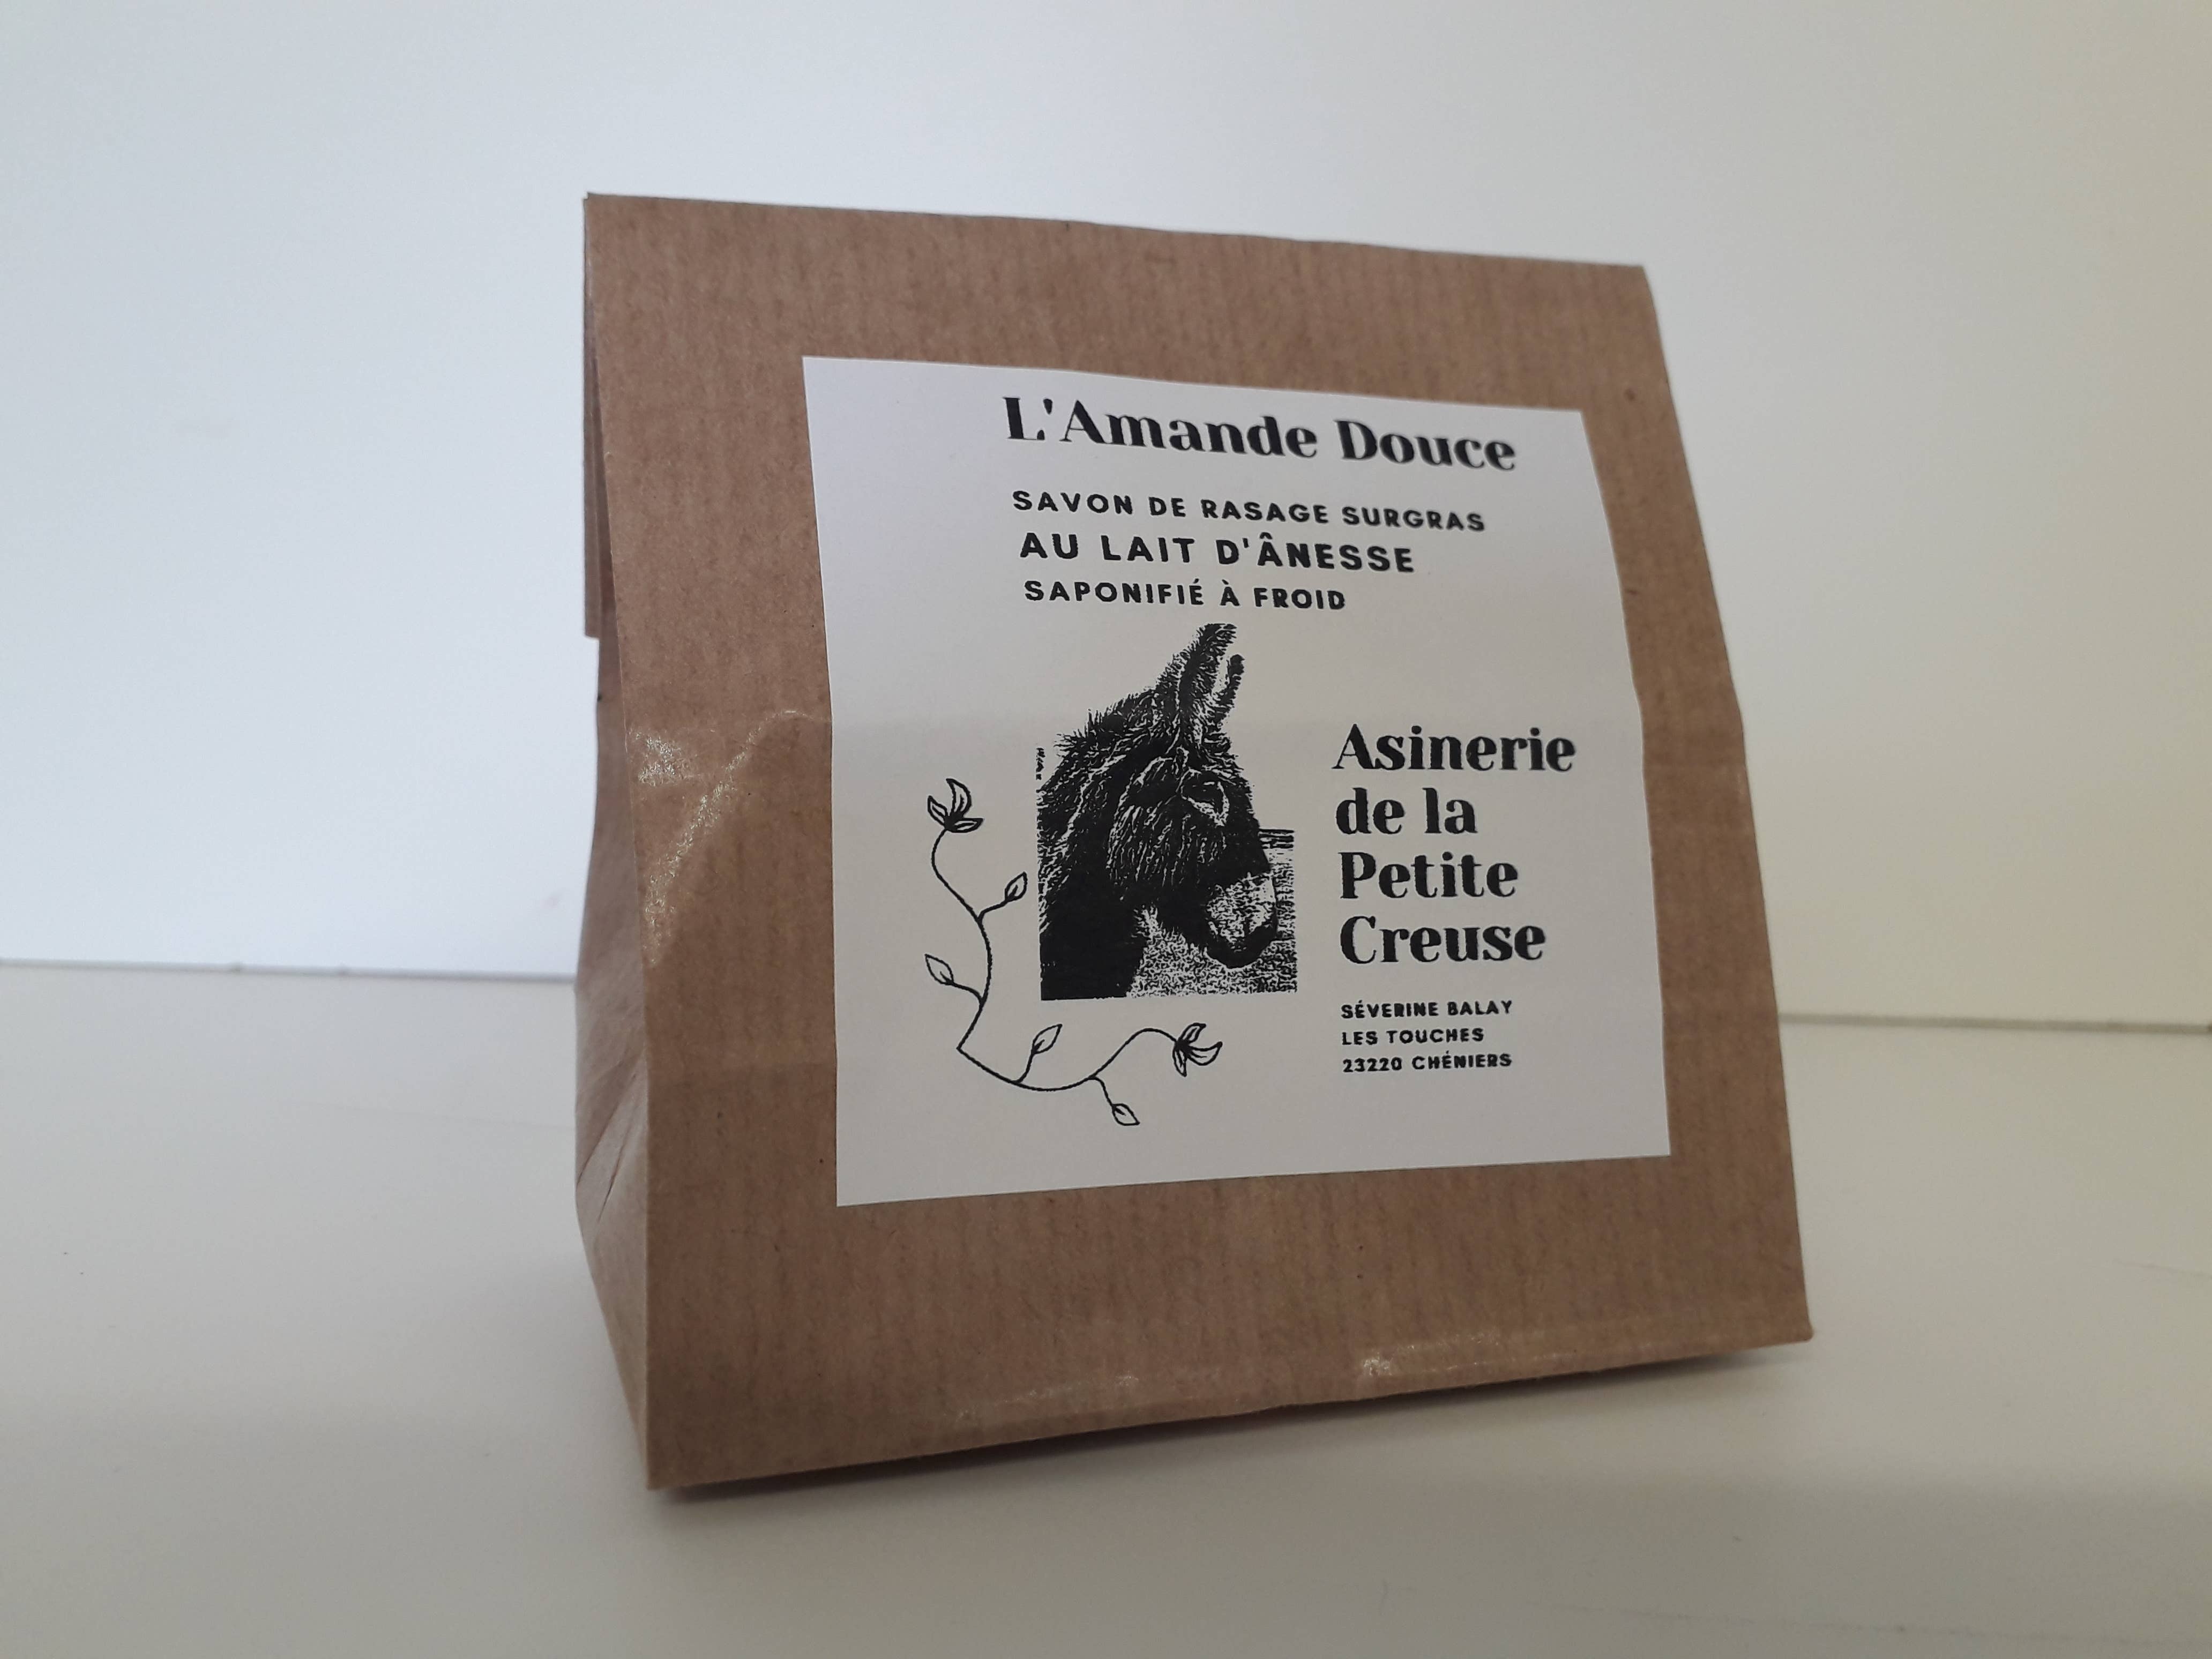 L'Amande Douce
SAVON DE RASAGE SURGRAS
AU LAIT D'ÂNESSE
SAPONIFIÉ À FROID
Asinerie
de la
Petite
Creuse
SÉVERINE BALAY
LES TOUCHES
23220 CHÉNIERS